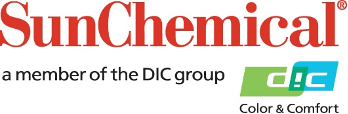 SunChemical®
a member of the DIC group
dic
Color & Comfort